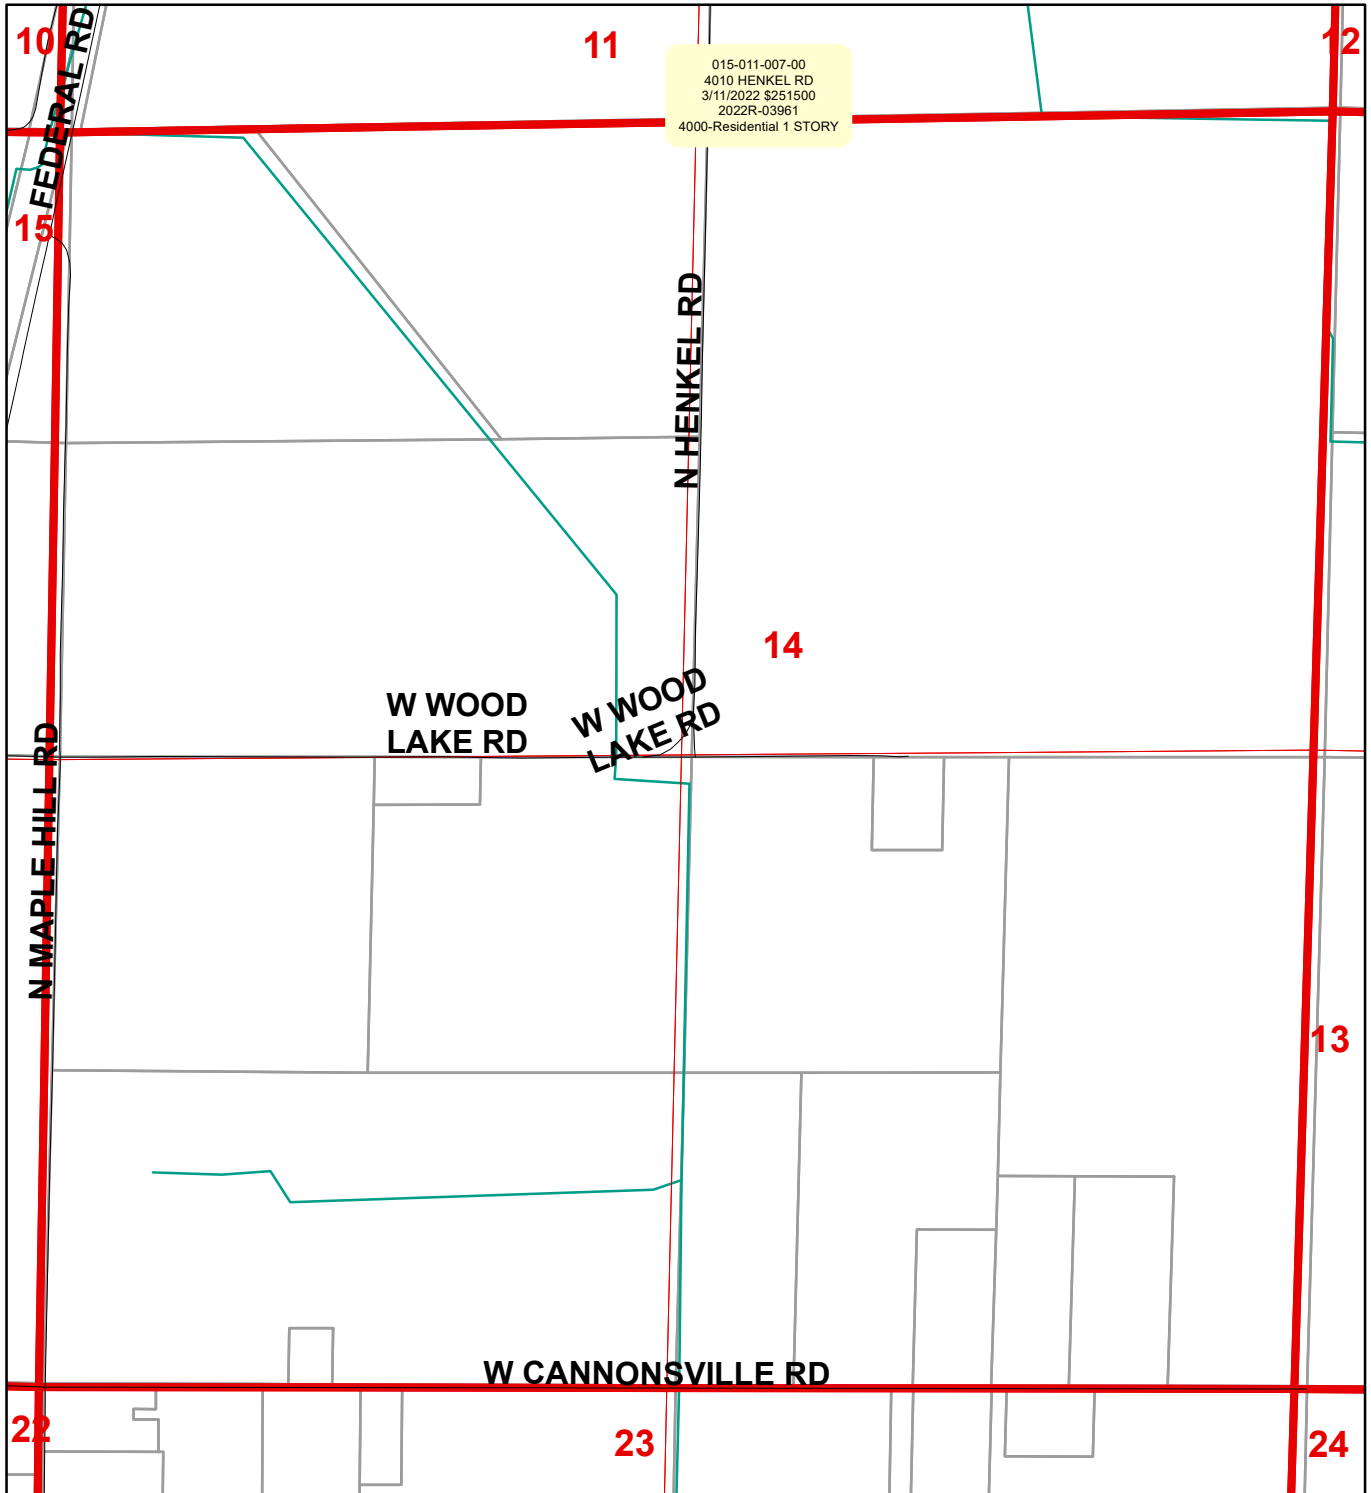 10
FEDERAL RD
11
12
015-011-007-00
4010 HENKEL RD
3/11/2022 $251500
2022R-03961
4000-Residential 1 STORY
15
N HENKEL RD
14
W WOOD
LAKE RD
W WOOD
LAKE RD
N MAPLE HILL RD
13
W CANNONSVILLE RD
22
23
24